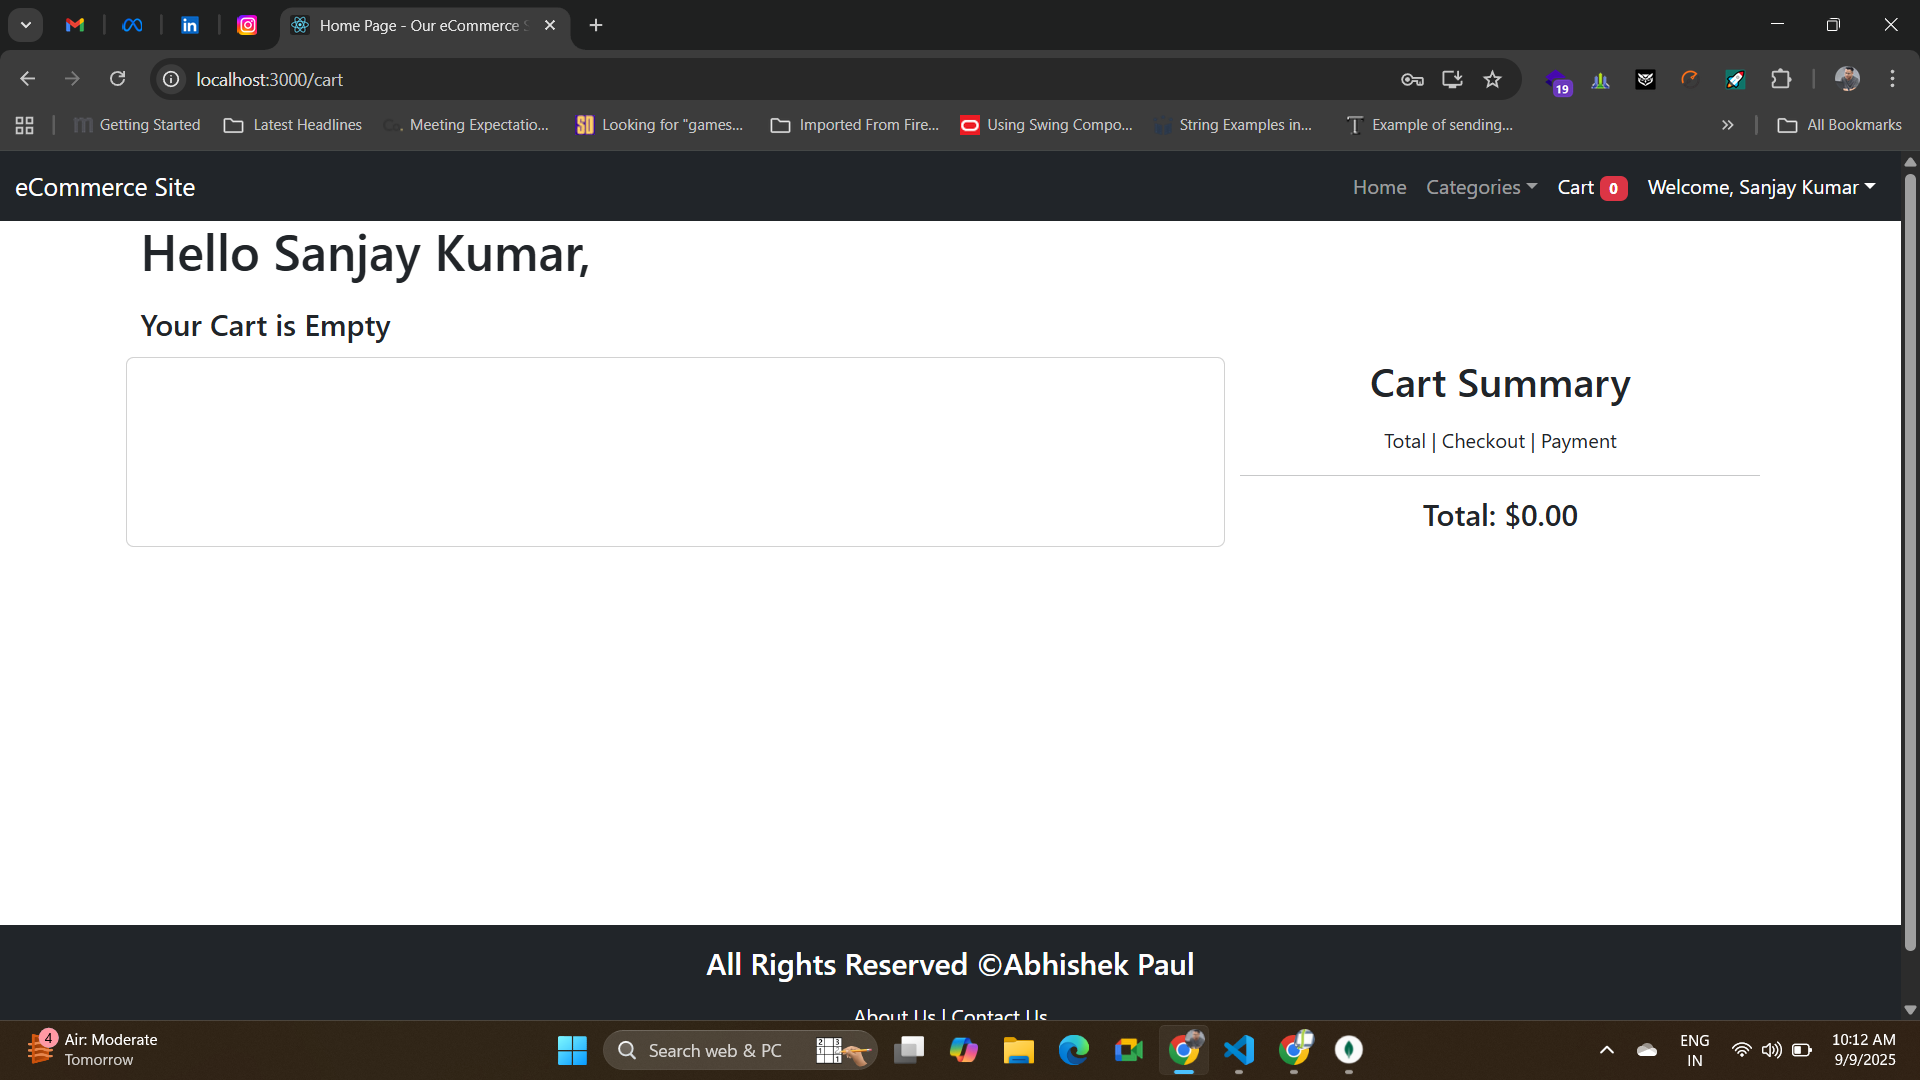 Home Page - Our eCommerce
localhost:3000/cart
19
Getting Started
Latest Headlines
Meeting Expectatio...
Looking for "games...
Imported From Fire...
Using Swing Compo...
String Examples in...
Example of sending...
All Bookmarks
eCommerce Site
Home
Categories
Cart 0
Welcome, Sanjay Kumar
Hello Sanjay Kumar,
Your Cart is Empty
Cart Summary
Total | Checkout | Payment
Total: $0.00
All Rights Reserved ©Abhishek Paul
About Us | Contact Us
4
Air: Moderate
Tomorrow
Search web & PC
ENG
IN
10:12 AM
9/9/2025